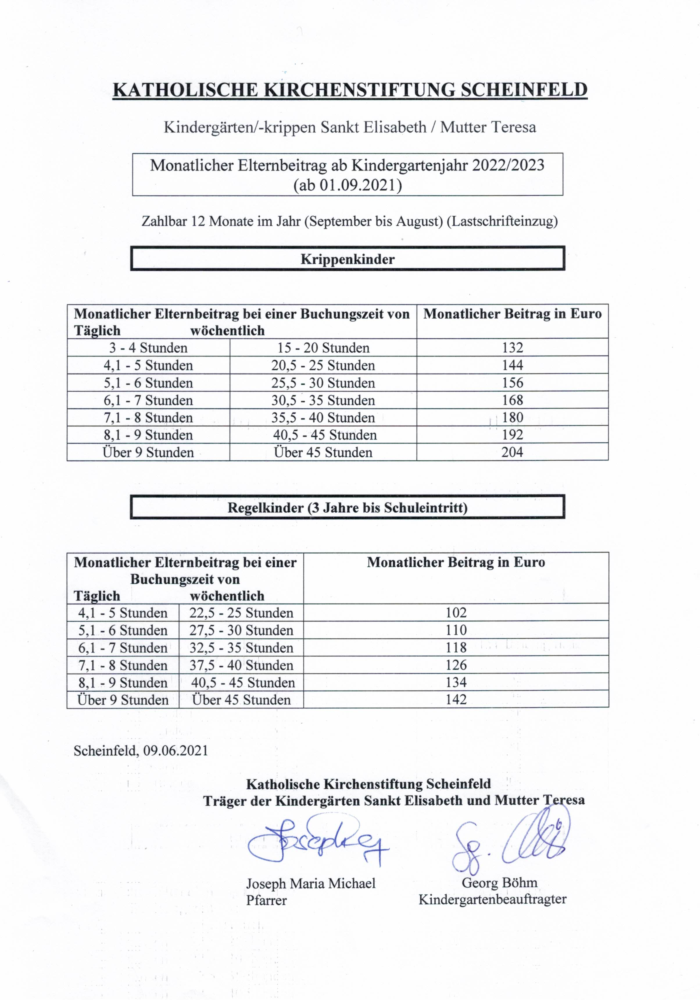 KATHOLISCHE KIRCHENSTIFTUNG SCHEINFELD
Kindergärten/-krippen Sankt Elisabeth / Mutter Teresa
Monatlicher Elternbeitrag ab Kindergartenjahr 2022/2023
(ab 01.09.2021)
Zahlbar 12 Monate im Jahr (September bis August) (Lastschrifteinzug)
Krippenkinder
Monatlicher Elternbeitrag bei einer Buchungszeit von Monatlicher Beitrag in Euro
Täglich wöchentlich
3 - 4 Stunden 15 - 20 Stunden 132
4,1 - 5 Stunden 20,5 - 25 Stunden 144
5,1 - 6 Stunden 25,5 - 30 Stunden 156
6,1 - 7 Stunden 30,5 - 35 Stunden 168
7,1 - 8 Stunden 35,5 - 40 Stunden 180
8,1 - 9 Stunden 40,5 - 45 Stunden 192
Über 9 Stunden Über 45 Stunden 204
Regelkinder (3 Jahre bis Schuleintritt)
Monatlicher Elternbeitrag bei einer Monatlicher Beitrag in Euro
Buchungszeit von
Täglich wöchentlich
4,1 - 5 Stunden 22,5 - 25 Stunden 102
5,1 - 6 Stunden 27,5 - 30 Stunden 110
6,1 - 7 Stunden 32,5 - 35 Stunden 118
7,1 - 8 Stunden 37,5 - 40 Stunden 126
8,1 - 9 Stunden 40,5 - 45 Stunden 134
Über 9 Stunden Über 45 Stunden 142
Scheinfeld, 09.06.2021
Katholische Kirchenstiftung Scheinfeld
Träger der Kindergärten Sankt Elisabeth und Mutter Teresa
Joseph Maria Michael Georg Böhm
Pfarrer Kindergartenbeauftragter